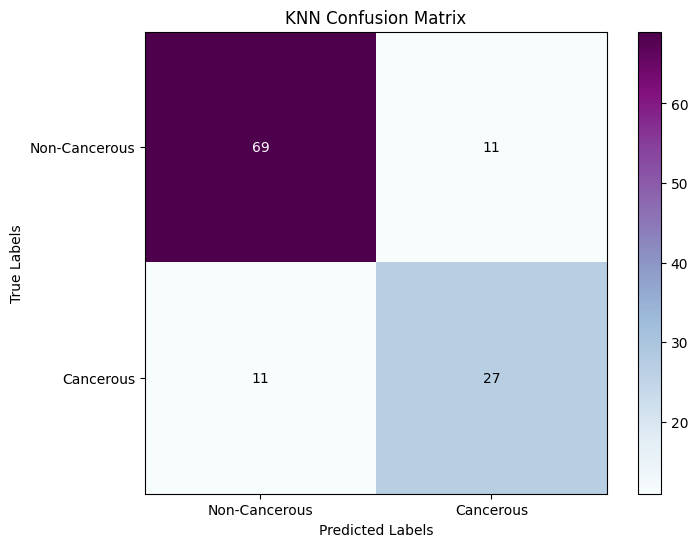 KNN Confusion Matrix
True Labels
Non-Cancerous
69
11
Cancerous
11
27
Non-Cancerous
Cancerous
Predicted Labels
60
50
40
30
20